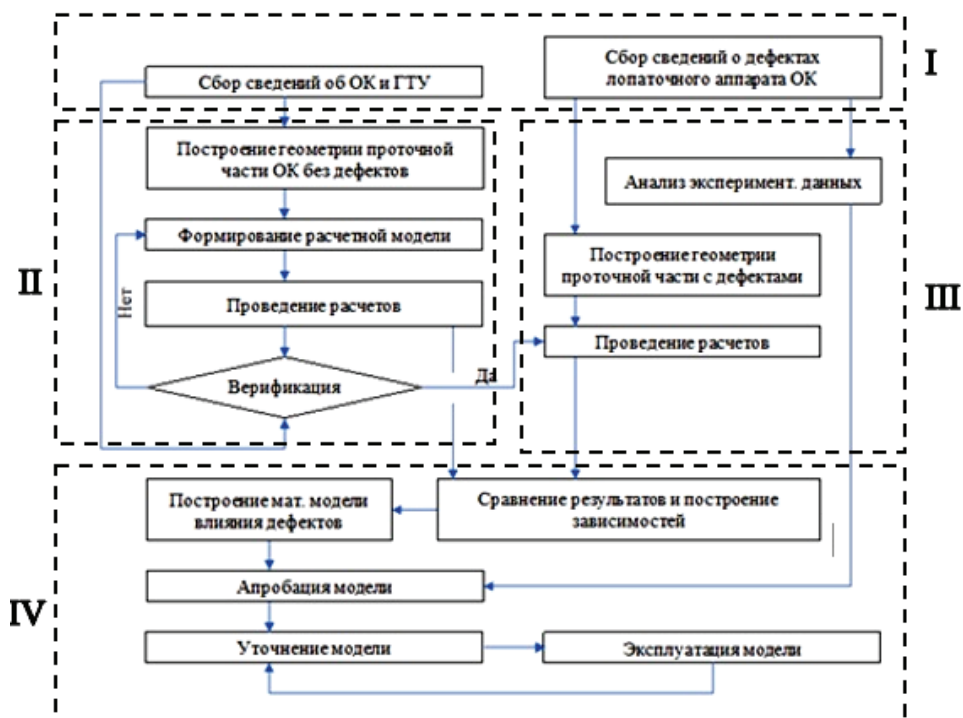 I
Сбор сведений об ОК и ГТУ
Сбор сведений о дефектах
лопаточного аппарата ОК
II
Построение геометрии проточной
части ОК без дефектов
Формирование расчетной модели
Проведение расчетов
Верификация
Нет
Да
III
Анализ эксперимент. данных
Построение геометрии
проточной части с дефектами
Проведение расчетов
IV
Сравнение результатов и построение
зависимостей
Построение мат. модели
влияния дефектов
Апробация модели
Уточнение модели
Эксплуатация модели